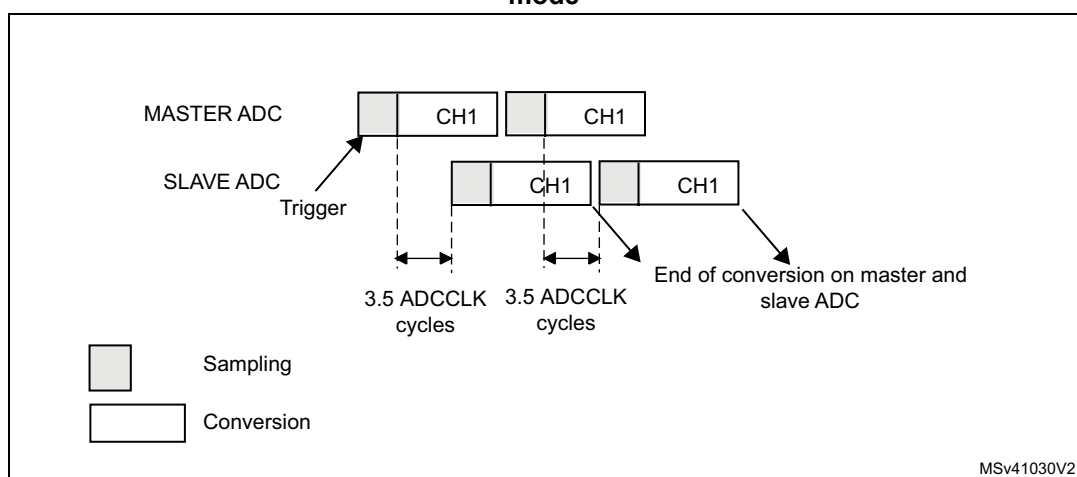 mode
MASTER ADC
CH1
CH1
SLAVE ADC
CH1
CH1
Trigger
3.5 ADCCLK
cycles
3.5 ADCCLK
cycles
End of conversion on master and
slave ADC
Sampling
Conversion
MSv41030V2